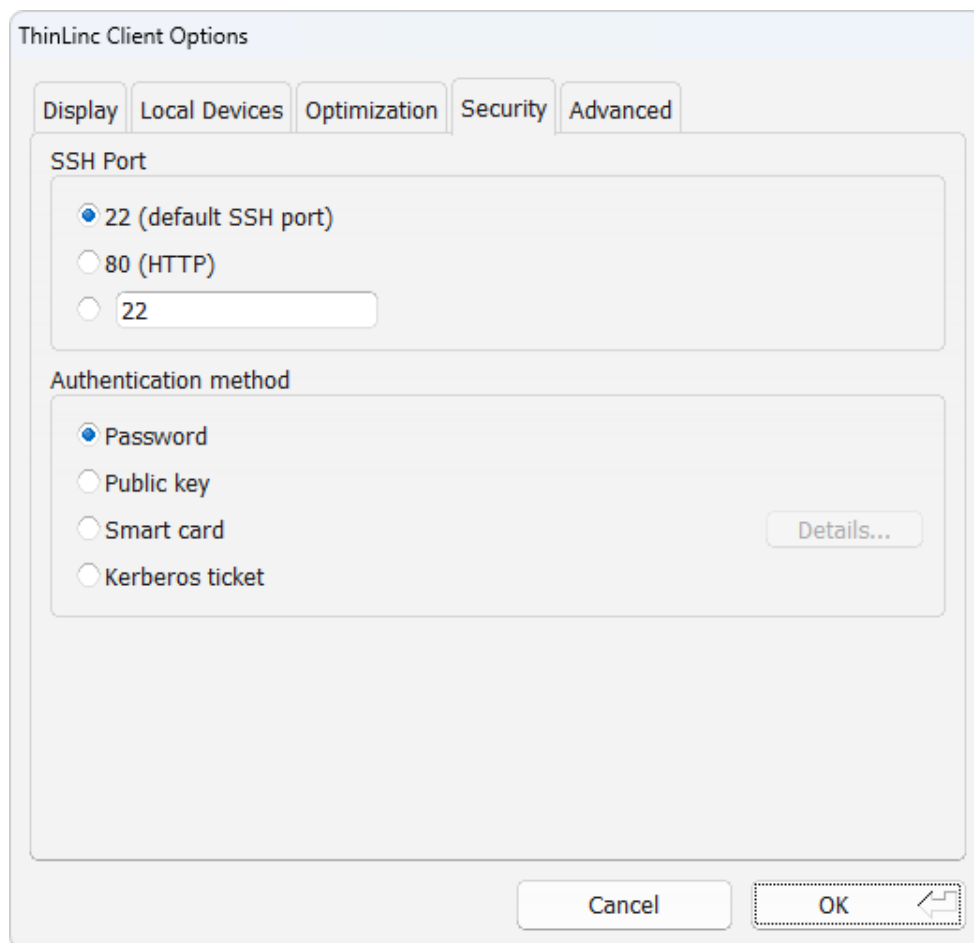 ThinLinc Client Options
Display Local Devices Optimization Security Advanced
SSH Port
22 (default SSH port)
80 (HTTP)
22
Authentication method
Password
Public key
Smart card Details...
Kerberos ticket
Cancel OK